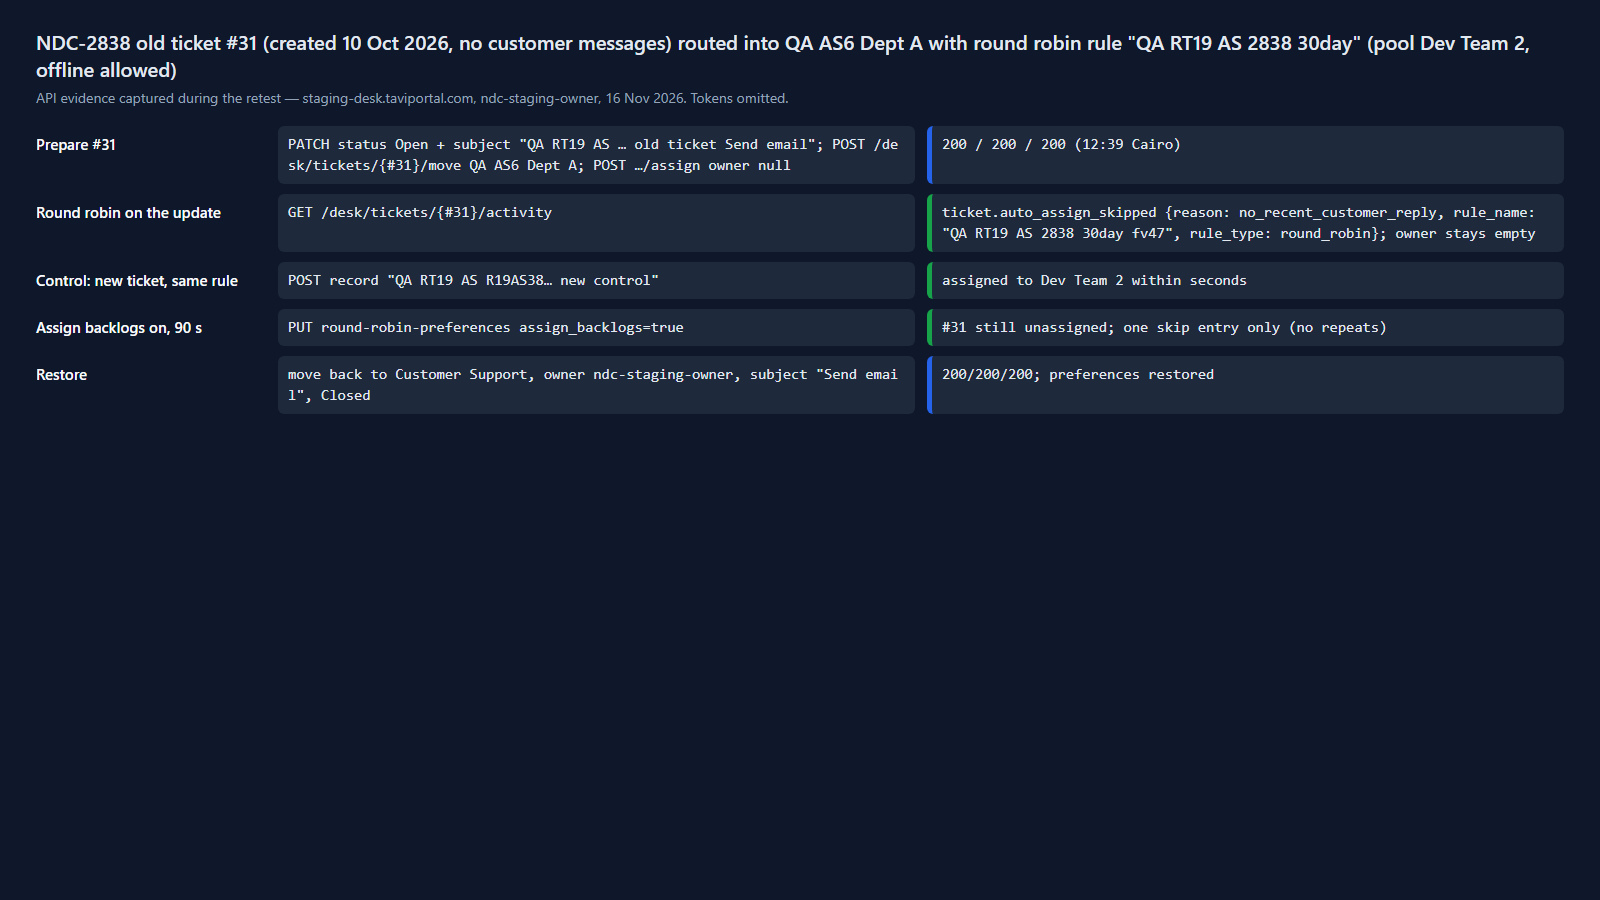 NDC-2838 old ticket #31 (created 10 Oct 2026, no customer messages) routed into QA AS6 Dept A with round robin rule "QA RT19 AS 2838 30day" (pool Dev Team 2,
offline allowed)
API evidence captured during the retest — staging-desk.taviportal.com, ndc-staging-owner, 16 Nov 2026. Tokens omitted.
Prepare #31
PATCH status Open + subject "QA RT19 AS … old ticket Send email"; POST /de
sk/tickets/{#31}/move QA AS6 Dept A; POST …/assign owner null
200 / 200 / 200 (12:39 Cairo)
Round robin on the update
GET /desk/tickets/{#31}/activity
ticket.auto_assign_skipped {reason: no_recent_customer_reply, rule_name:
"QA RT19 AS 2838 30day fv47", rule_type: round_robin}; owner stays empty
Control: new ticket, same rule
POST record "QA RT19 AS R19AS38… new control"
assigned to Dev Team 2 within seconds
Assign backlogs on, 90 s
PUT round-robin-preferences assign_backlogs=true
#31 still unassigned; one skip entry only (no repeats)
Restore
move back to Customer Support, owner ndc-staging-owner, subject "Send emai
l", Closed
200/200/200; preferences restored